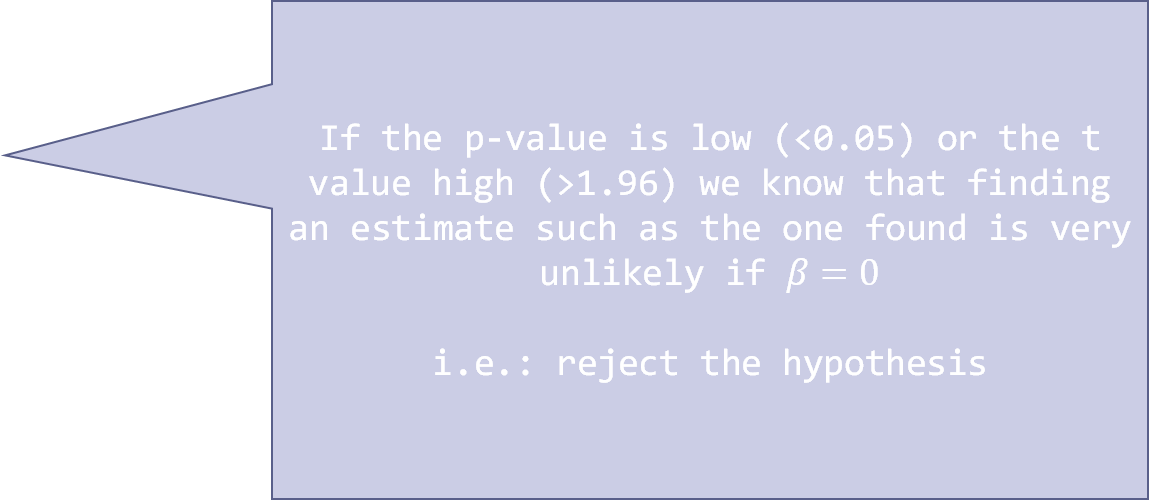 If the p-value is low (<0.05) or the t
value high (>1.96) we know that finding
an estimate such as the one found is very
unlikely if β = 0
i.e.: reject the hypothesis